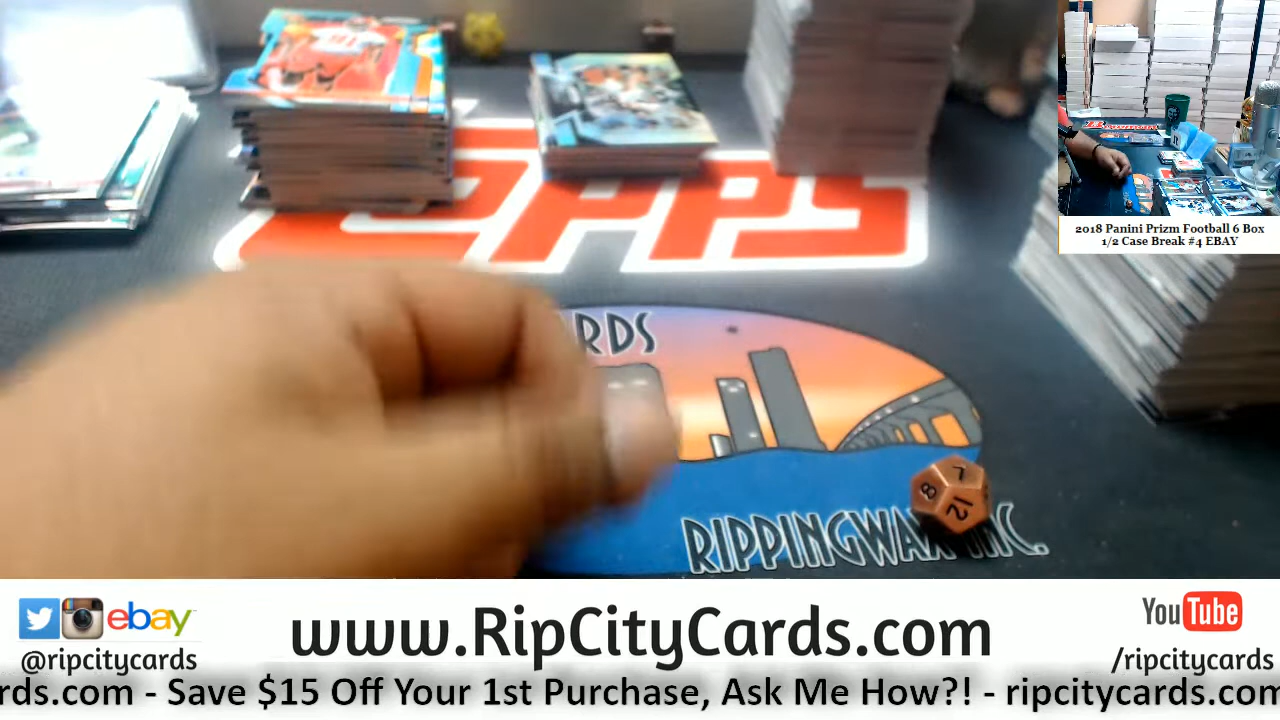 2018 Panini Prizm Football 6 Box
1/2 Case Break #4 EBAY
RDS
7
8
12
RIPPINGWAX INC.
ebay
www.RipCityCards.com
YouTube
@ripcitycards
/ripcitycards
rds.com - Save $15 Off Your 1st Purchase, Ask Me How?! - ripcitycards.com